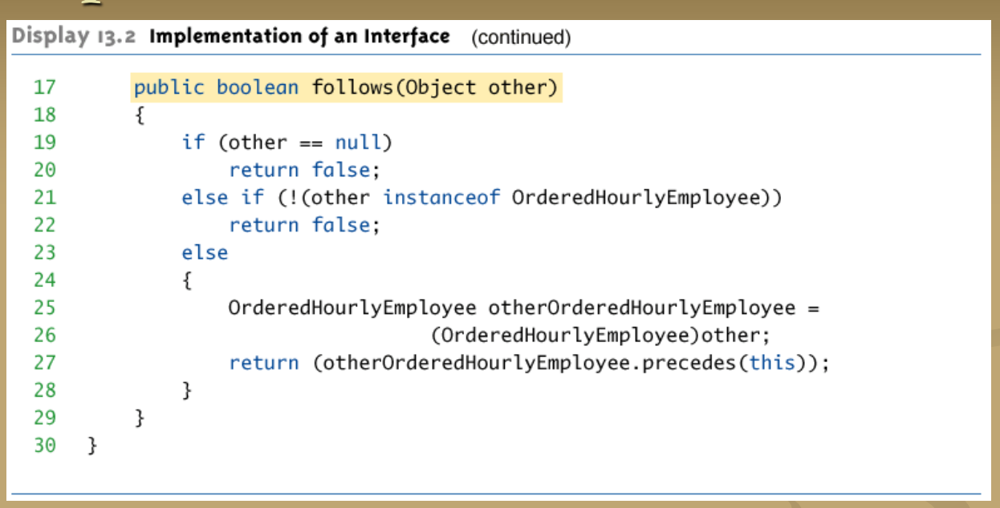 Display 13.2 Implementation of an Interface (continued)
17 public boolean follows(Object other)
18 {
19 if (other == null)
20 return false;
21 else if (!(other instanceof OrderedHourlyEmployee))
22 return false;
23 else
24 {
25 OrderedHourlyEmployee otherOrderedHourlyEmployee =
26 (OrderedHourlyEmployee)other;
27 return (otherOrderedHourlyEmployee.precedes(this));
28 }
29 }
30 }